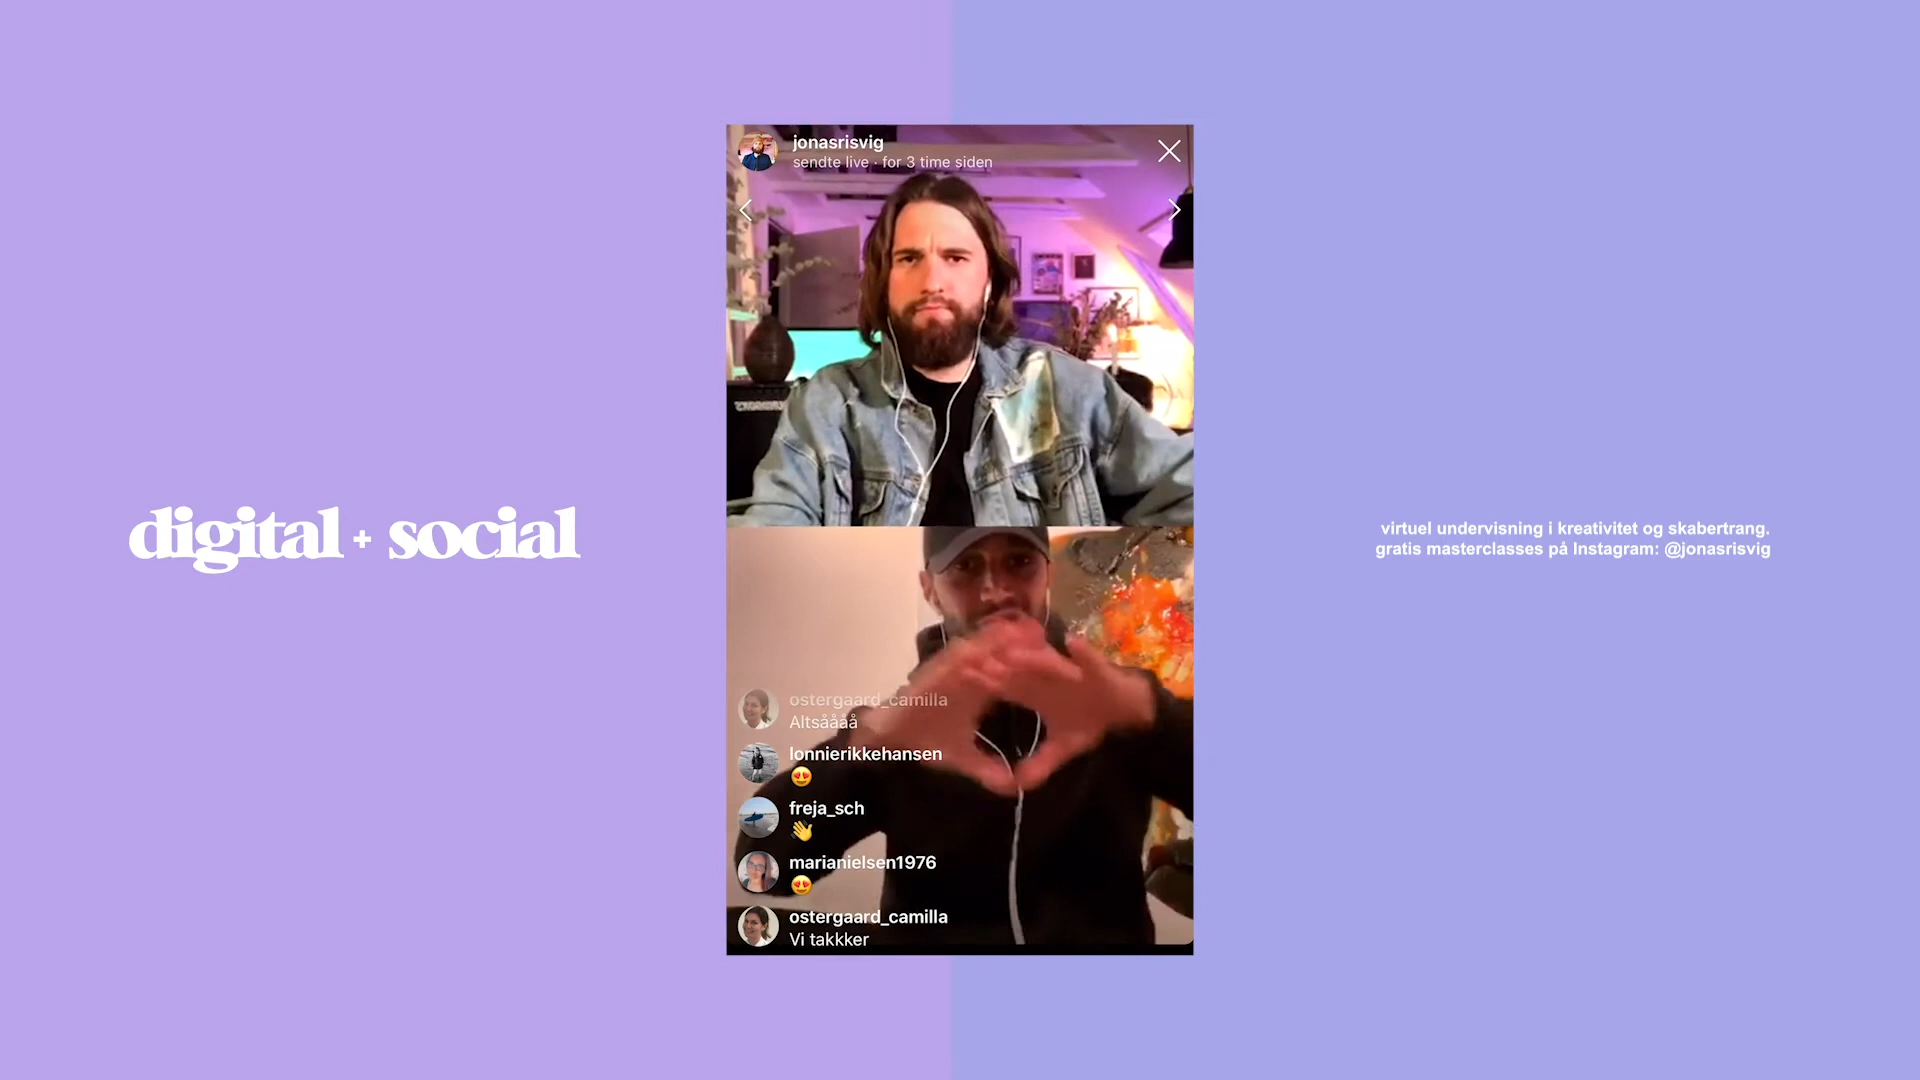 jonasrisvig
sendte live · for 3 time siden
digital + social
virtuel undervisning i kreativitet og skabertrang.
gratis masterclasses på Instagram: @jonasrisvig
ostergaard_camilla
Altsåååå
lonnierikkehansen
😍
freja_sch
👋
marianielsen1976
😍
ostergaard_camilla
Vi takkker